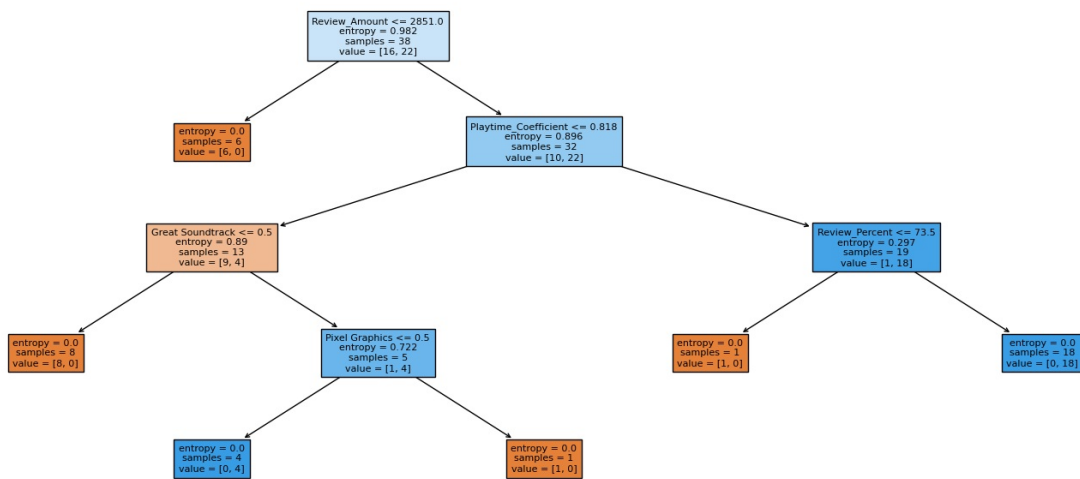 Review_Amount <= 2851.0
entropy = 0.982
samples = 38
value = [16, 22]
entropy = 0.0
samples = 6
value = [6, 0]
Playtime_Coefficient <= 0.818
entropy = 0.896
samples = 32
value = [10, 22]
Great Soundtrack <= 0.5
entropy = 0.89
samples = 13
value = [9, 4]
Review_Percent <= 73.5
entropy = 0.297
samples = 19
value = [1, 18]
entropy = 0.0
samples = 8
value = [8, 0]
Pixel Graphics <= 0.5
entropy = 0.722
samples = 5
value = [1, 4]
entropy = 0.0
samples = 1
value = [1, 0]
entropy = 0.0
samples = 18
value = [0, 18]
entropy = 0.0
samples = 4
value = [0, 4]
entropy = 0.0
samples = 1
value = [1, 0]